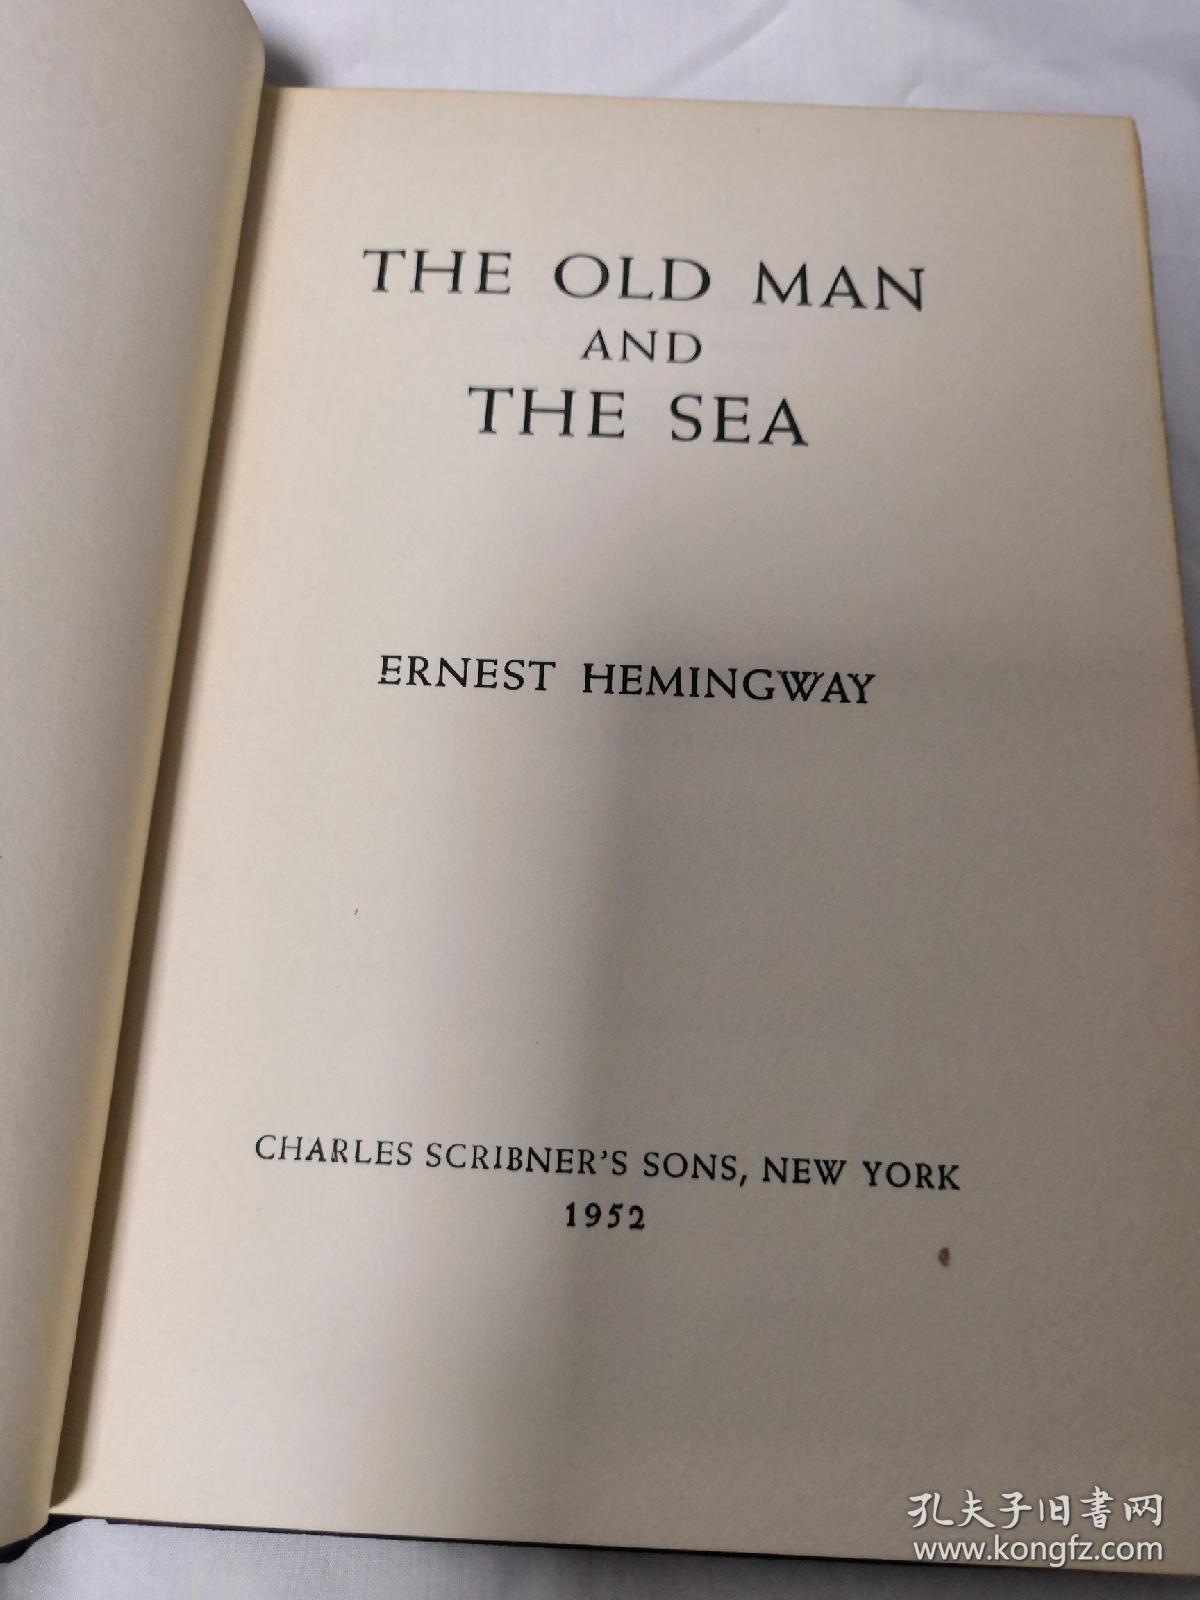 THE OLD MAN
AND
THE SEA
ERNEST HEMINGWAY
CHARLES SCRIBNER'S SONS, NEW YORK
1952
孔夫子旧书网
www.kongfz.com